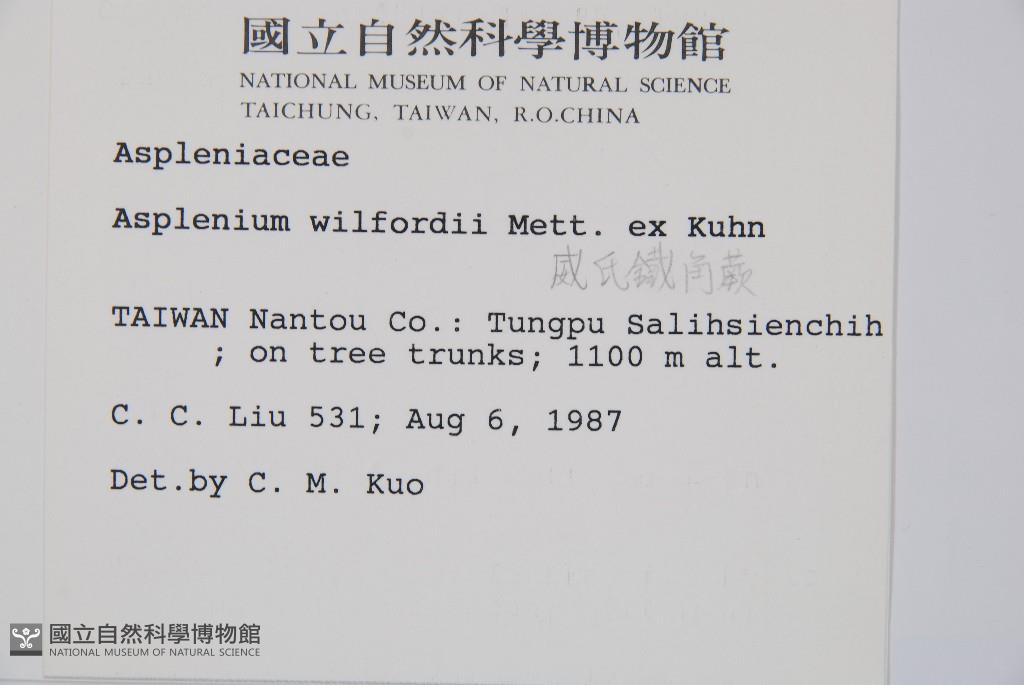 國立自然科學博物館
NATIONAL MUSEUM OF NATURAL SCIENCE
TAICHUNG, TAIWAN, R.O.CHINA
Aspleniaceae
Asplenium wilfordii Mett. ex Kuhn
威氏鐵角蕨
TAIWAN Nantou Co.: Tungpu Salihsienchih
; on tree trunks; 1100 m alt.
C. C. Liu 531; Aug 6, 1987
Det.by C. M. Kuo
國立自然科學博物館
NATIONAL MUSEUM OF NATURAL SCIENCE